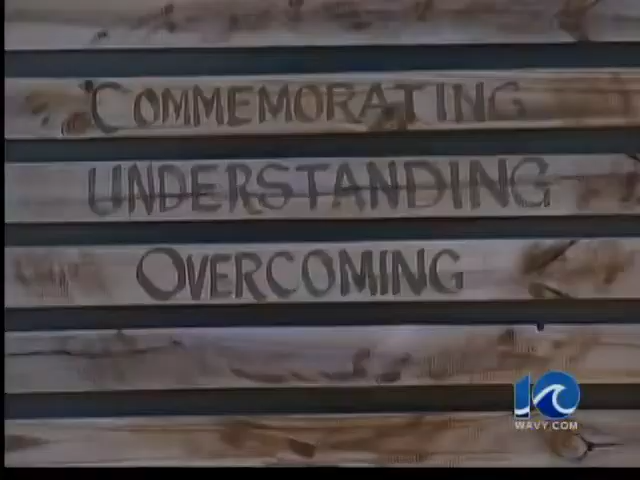 COMMEMORATING
UNDERSTANDING
OVERCOMING
10
WAVY.COM